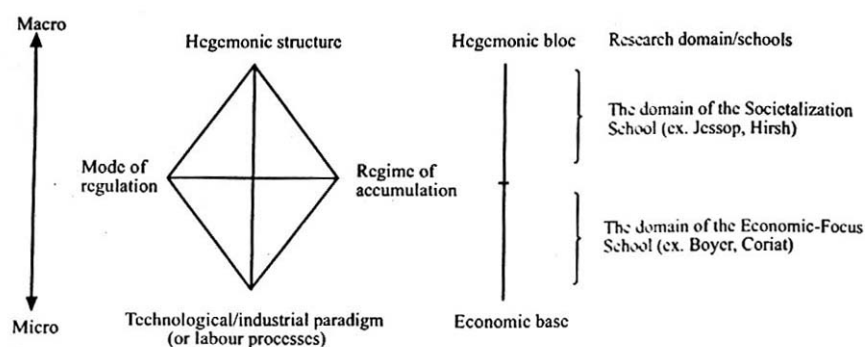 Macro
Hegemonic structure
Hegemonic bloc
Research domain/schools
The domain of the Societalization
School (ex. Jessop, Hirsh)
Mode of
regulation
Regime of
accumulation
The domain of the Economic-Focus
School (ex. Boyer, Coriat)
Micro
Technological/industrial paradigm
(or labour processes)
Economic base